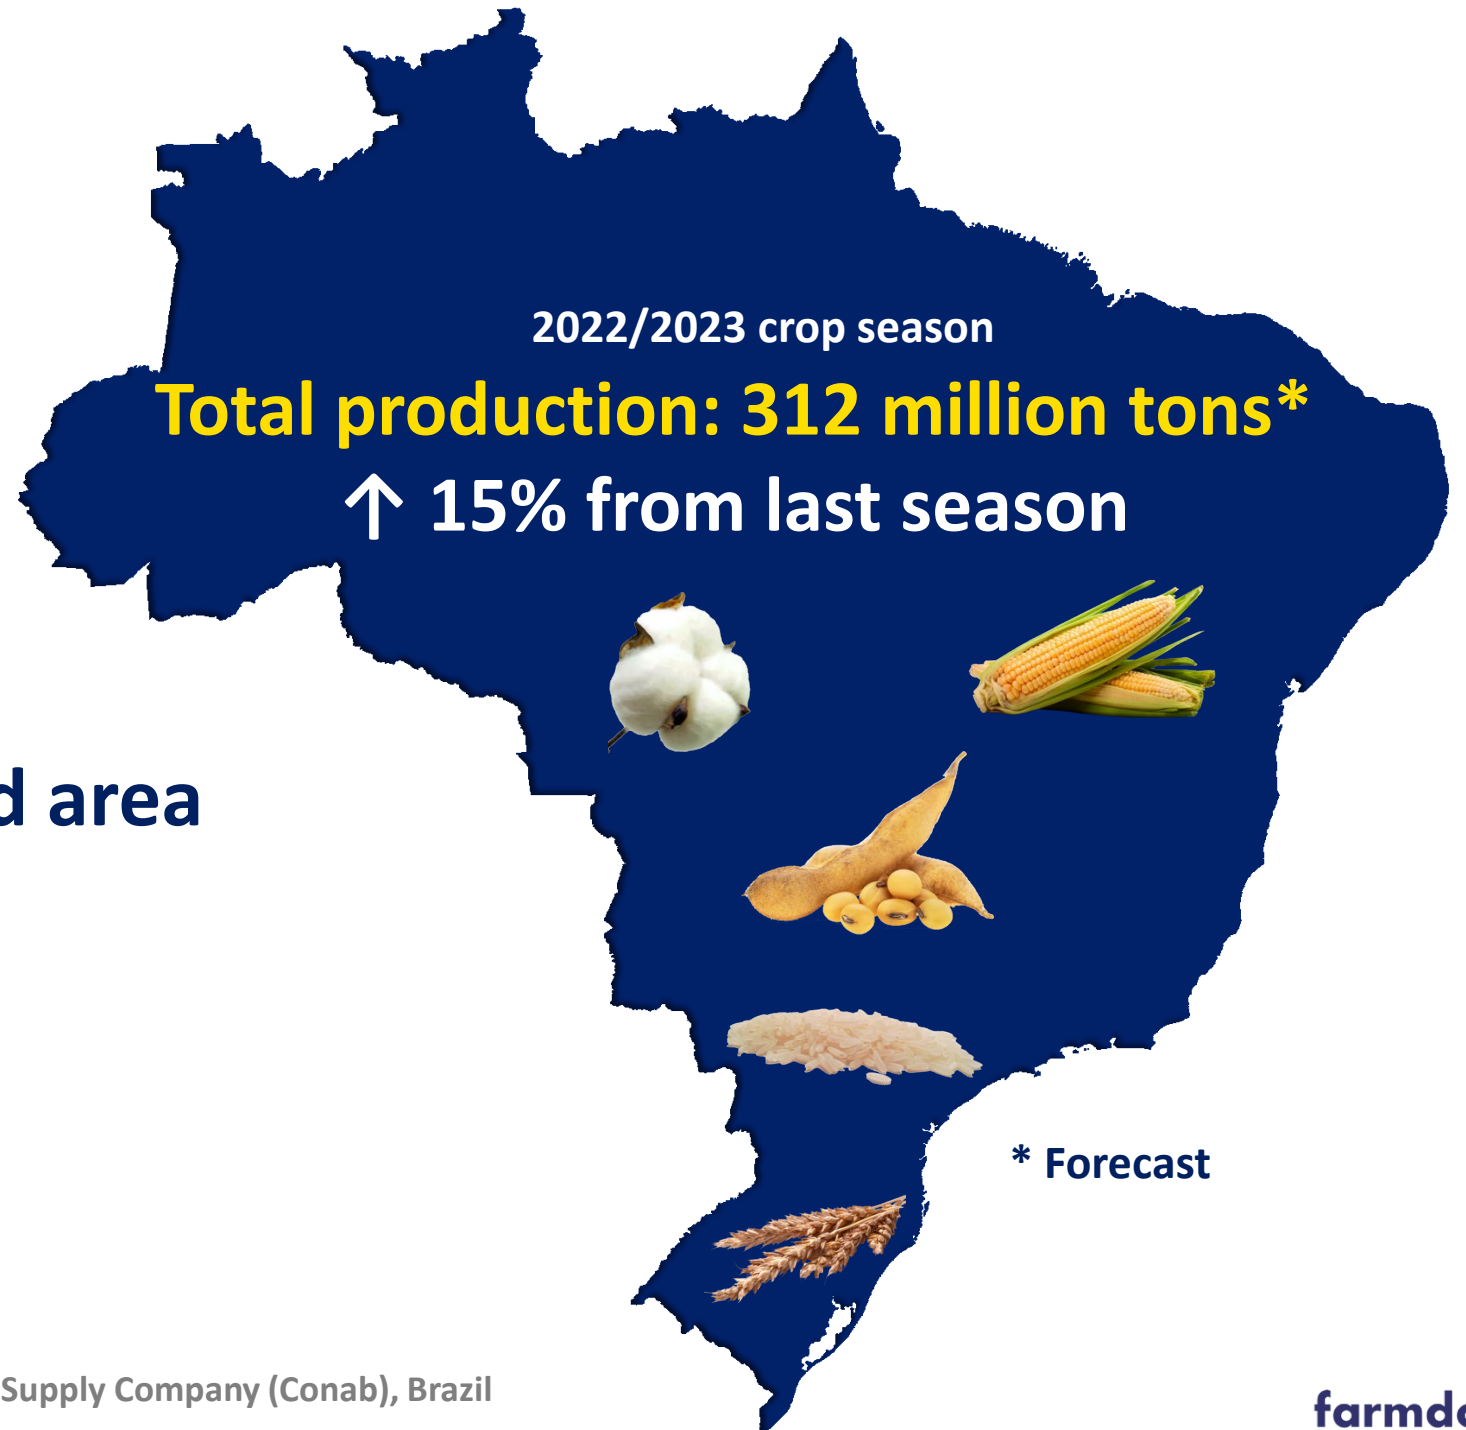 2022/2023 crop season
Total production: 312 million tons*
↑ 15% from last season
area
* Forecast
Supply Company (Conab), Brazil